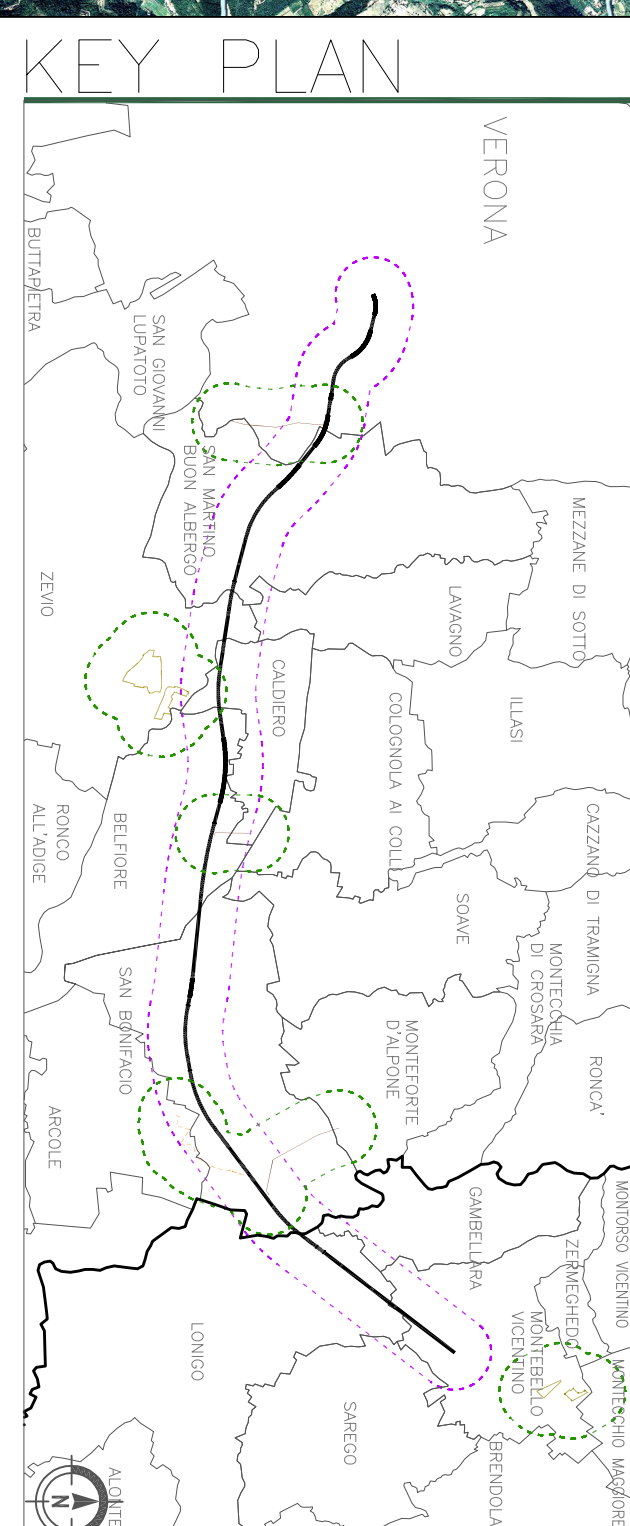 KEY PLAN
VERONA
BUTTAPIETRA
SAN GIOVANNI
LUPATOTO
SAN MARTINO
BUON ALBERGO
MEZZANE DI SOTTO
ZEVIO
LAVAGNO
CALDIERO
COLOGNOLA AI COLLI
ILLASI
RONCO
ALL'ADIGE
BELFIORE
CAZZANO DI TRAMIGNA
SOAVE
MONTECCHIA
DI CROSARA
SAN BONIFACIO
MONTEFORTE
D'ALPONE
RONCA'
ARCOLE
GAMBELLARA
MONTORSO VICENTINO
ZERMEGHEDO
LONIGO
MONTEBELLO
VICENTINO
MONTECCHIO MAGGIORE
SAREGO
BRENDOLA
ALONTE
N